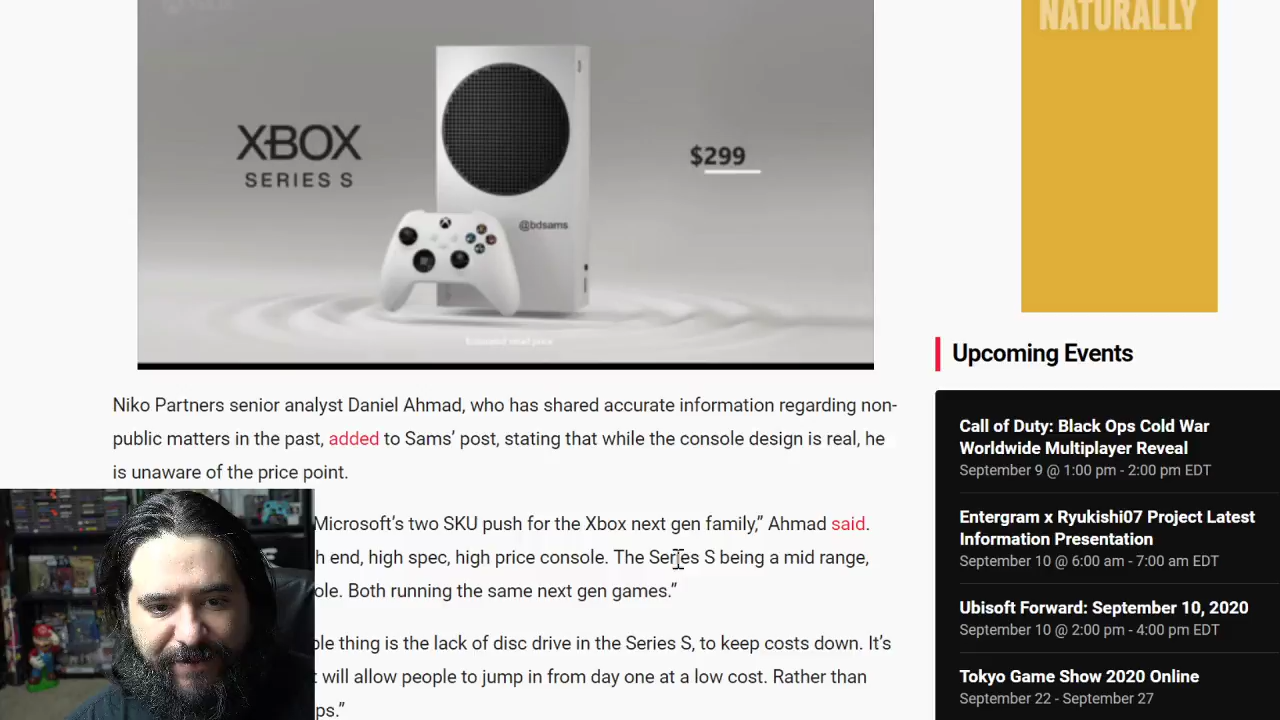 NATURALLY
XBOX
SERIES S
$299
@bdsams
Estimated retail price
Niko Partners senior analyst Daniel Ahmad, who has shared accurate information regarding non-
public matters in the past, added to Sams’ post, stating that while the console design is real, he
is unaware of the price point.
Microsoft’s two SKU push for the Xbox next gen family,” Ahmad said.
h end, high spec, high price console. The Series S being a mid range,
ole. Both running the same next gen games.”
ole thing is the lack of disc drive in the Series S, to keep costs down. It’s
t will allow people to jump in from day one at a low cost. Rather than
ps.”
Upcoming Events
Call of Duty: Black Ops Cold War
Worldwide Multiplayer Reveal
September 9 @ 1:00 pm - 2:00 pm EDT
Entergram x Ryukishi07 Project Latest
Information Presentation
September 10 @ 6:00 am - 7:00 am EDT
Ubisoft Forward: September 10, 2020
September 10 @ 2:00 pm - 4:00 pm EDT
Tokyo Game Show 2020 Online
September 22 - September 27